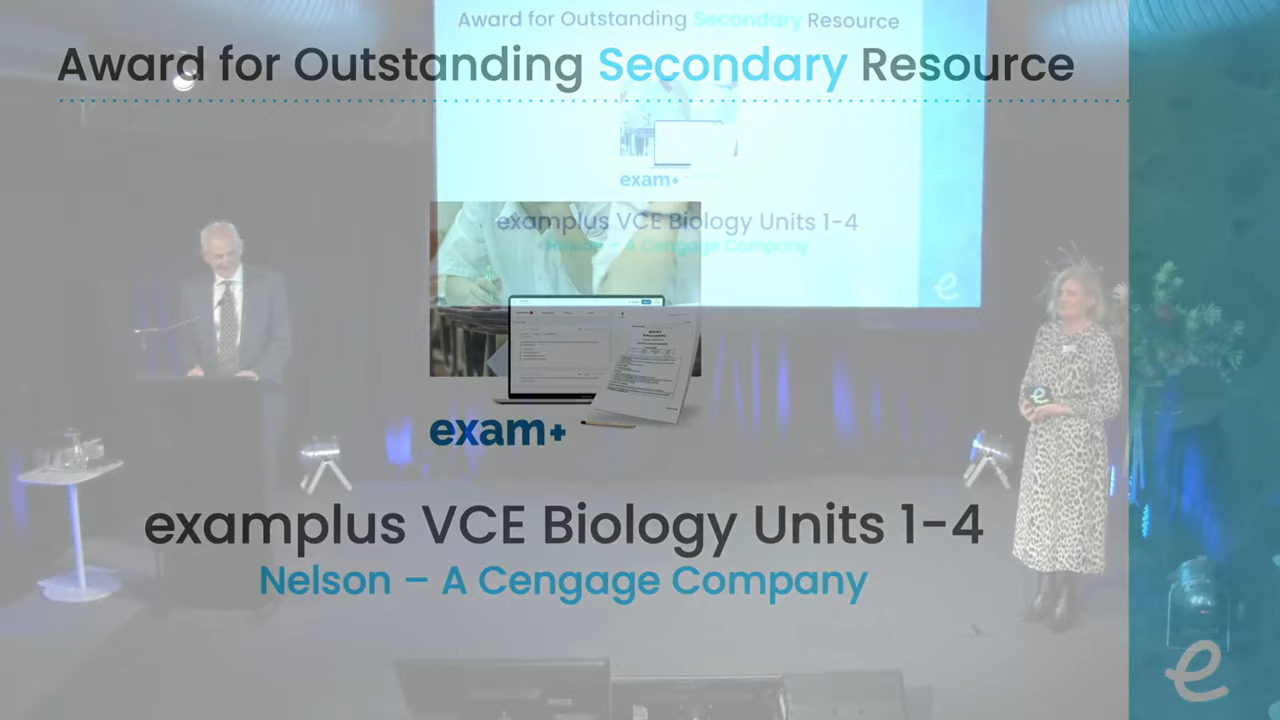 Award for Outstanding Secondary Resource
Award for Outstanding Secondary Resource
exam+
examplus VCE Biology Units 1-4
Nelson – A Cengage Company
e
e
exam+
examplus VCE Biology Units 1-4
Nelson – A Cengage Company
e